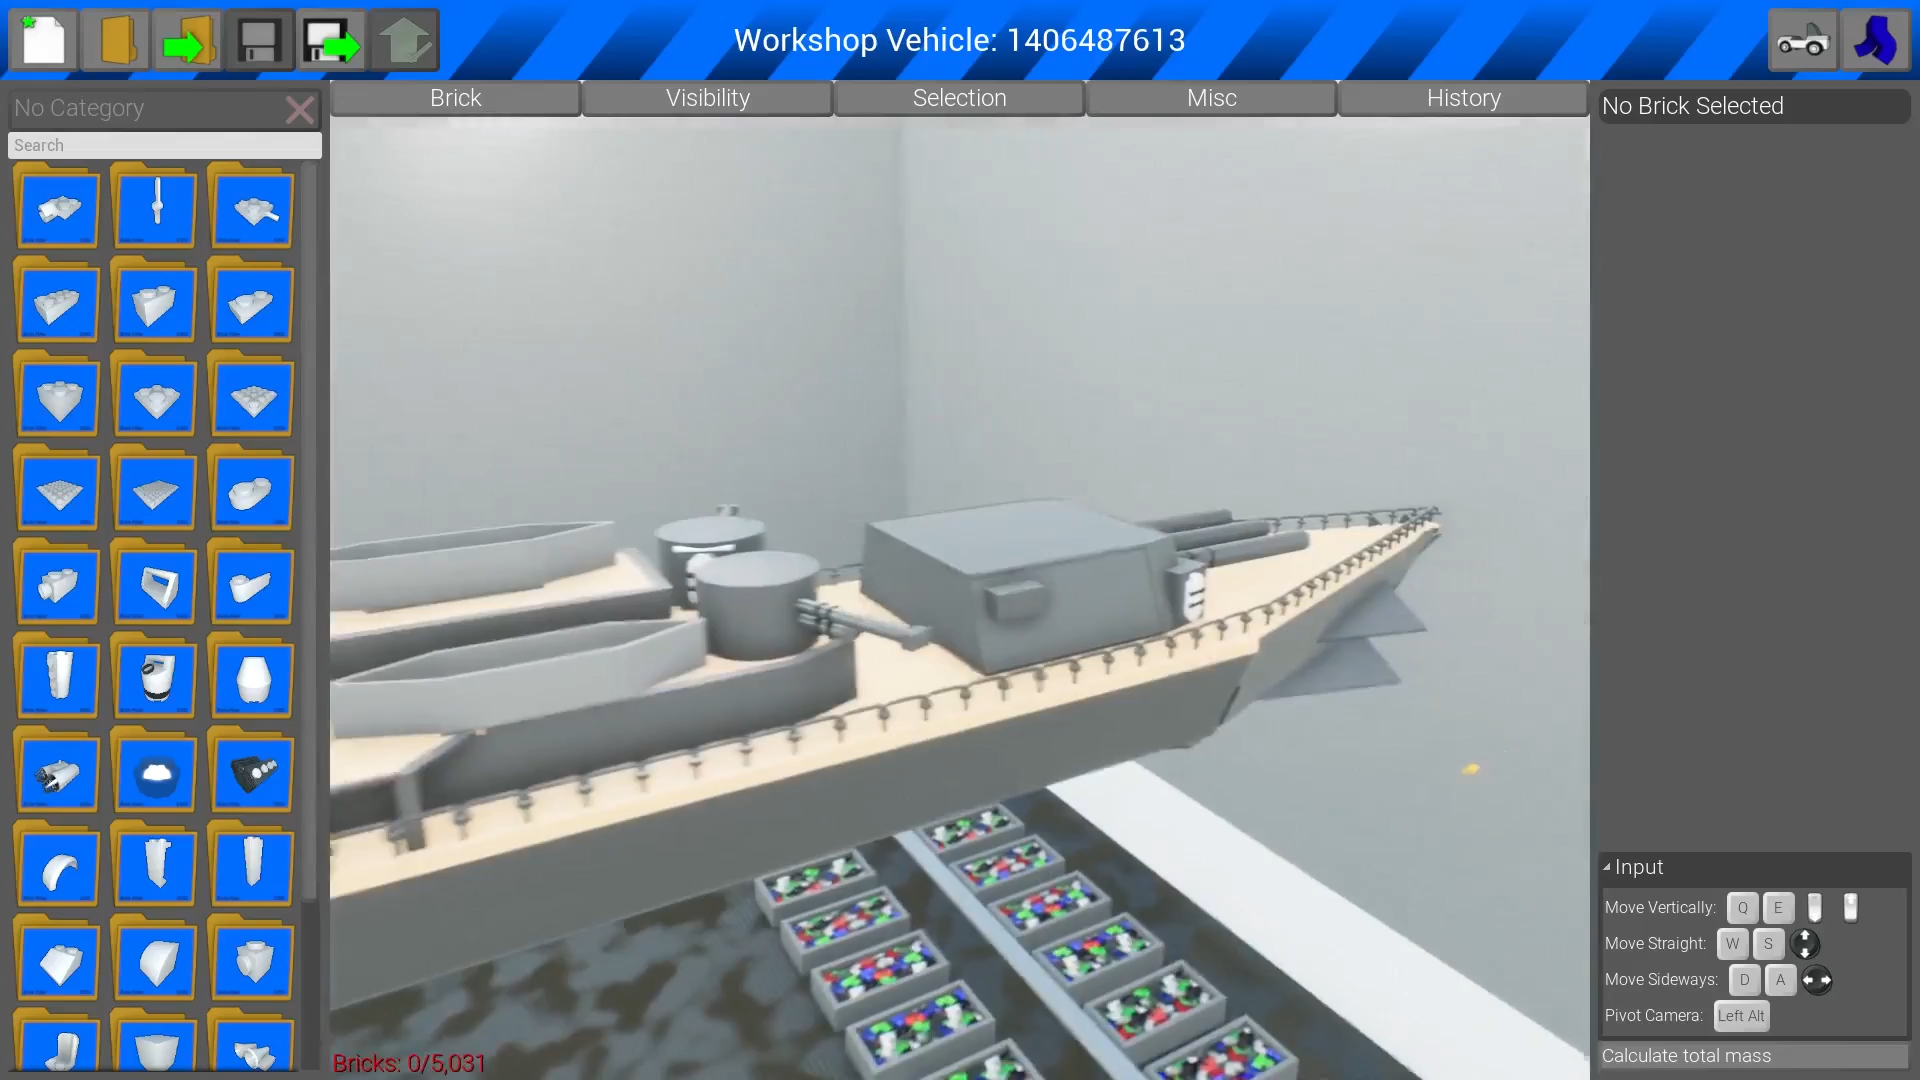 Workshop Vehicle: 1406487613
No Category
Search
Brick
Visibility
Selection
Misc
History
No Brick Selected
Input
Move Vertically: Q E
Move Straight: W S
Move Sideways: D A
Pivot Camera: Left Alt
Calculate total mass
Bricks: 0/5,031